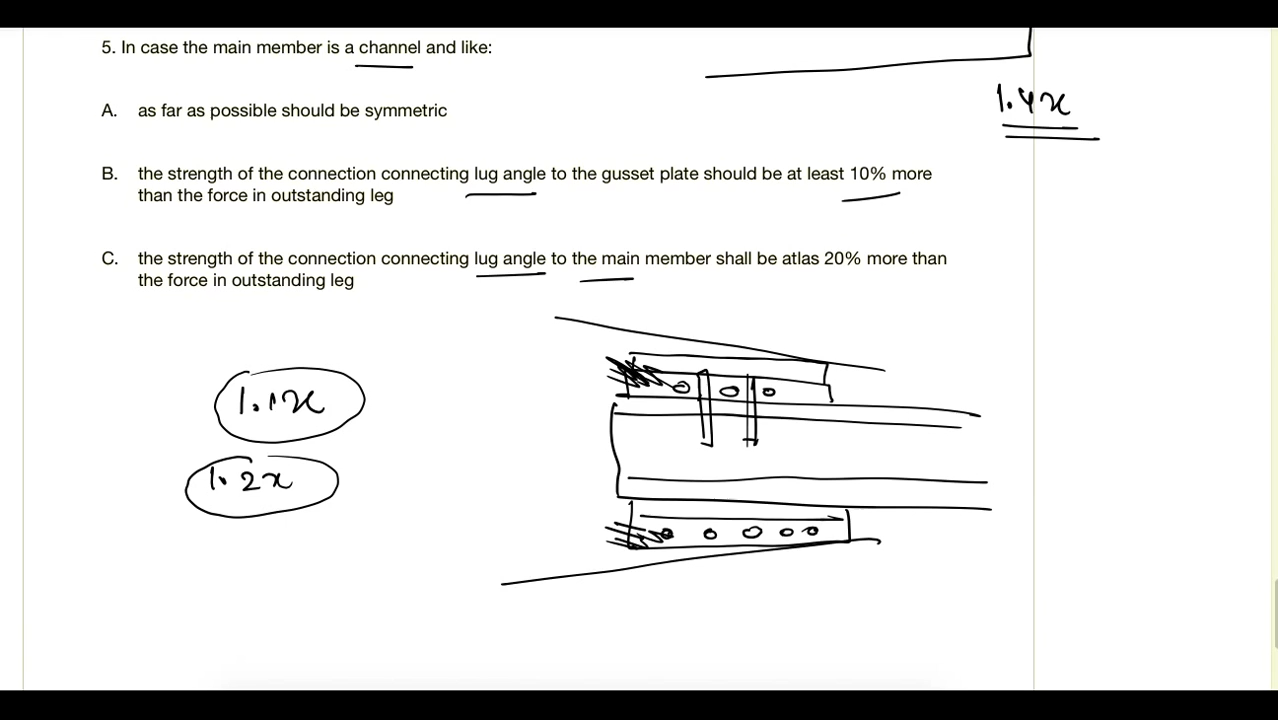 5. In case the main member is a channel and like:
1.4x
A. as far as possible should be symmetric
B. the strength of the connection connecting lug angle to the gusset plate should be at least 10% more
than the force in outstanding leg
C. the strength of the connection connecting lug angle to the main member shall be atlas 20% more than
the force in outstanding leg
1.1x
1.2x